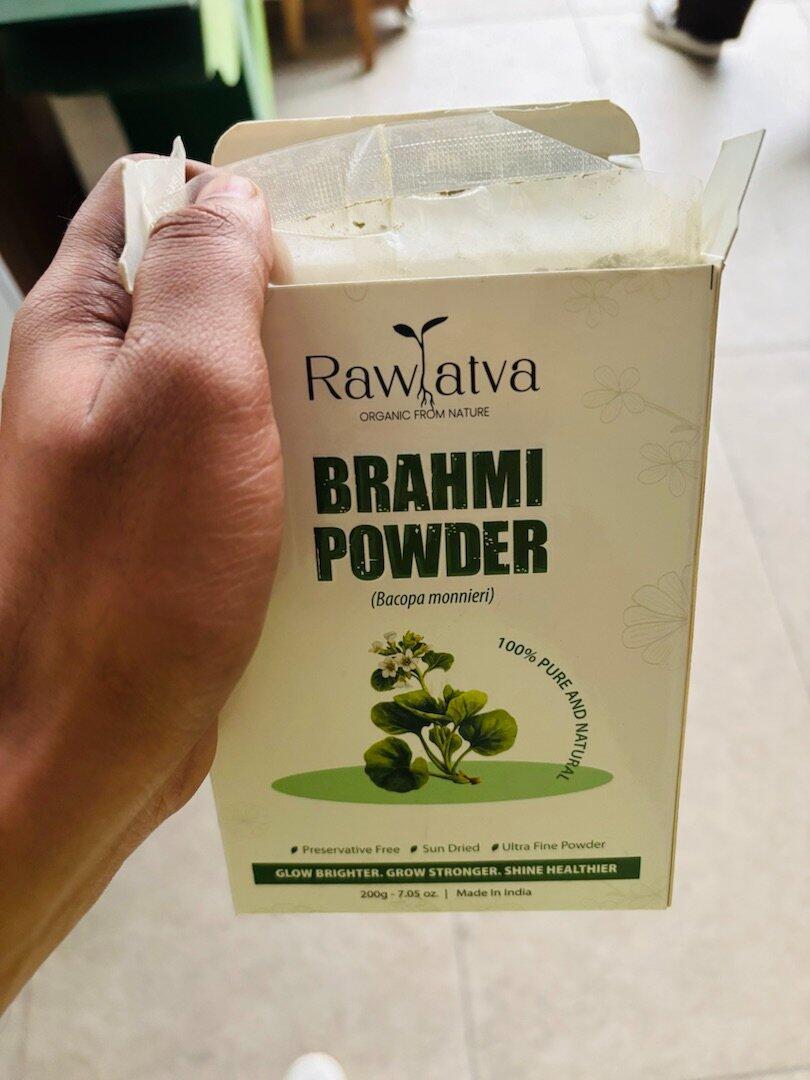 Rawtatva
ORGANIC FROM NATURE
BRAHMI
POWDER
(Bacopa monnieri)
100% PURE AND NATURAL
Preservative Free Sun Dried Ultra Fine Powder
GLOW BRIGHTER. GROW STRONGER. SHINE HEALTHIER
200g - 7.05 oz. | Made In India